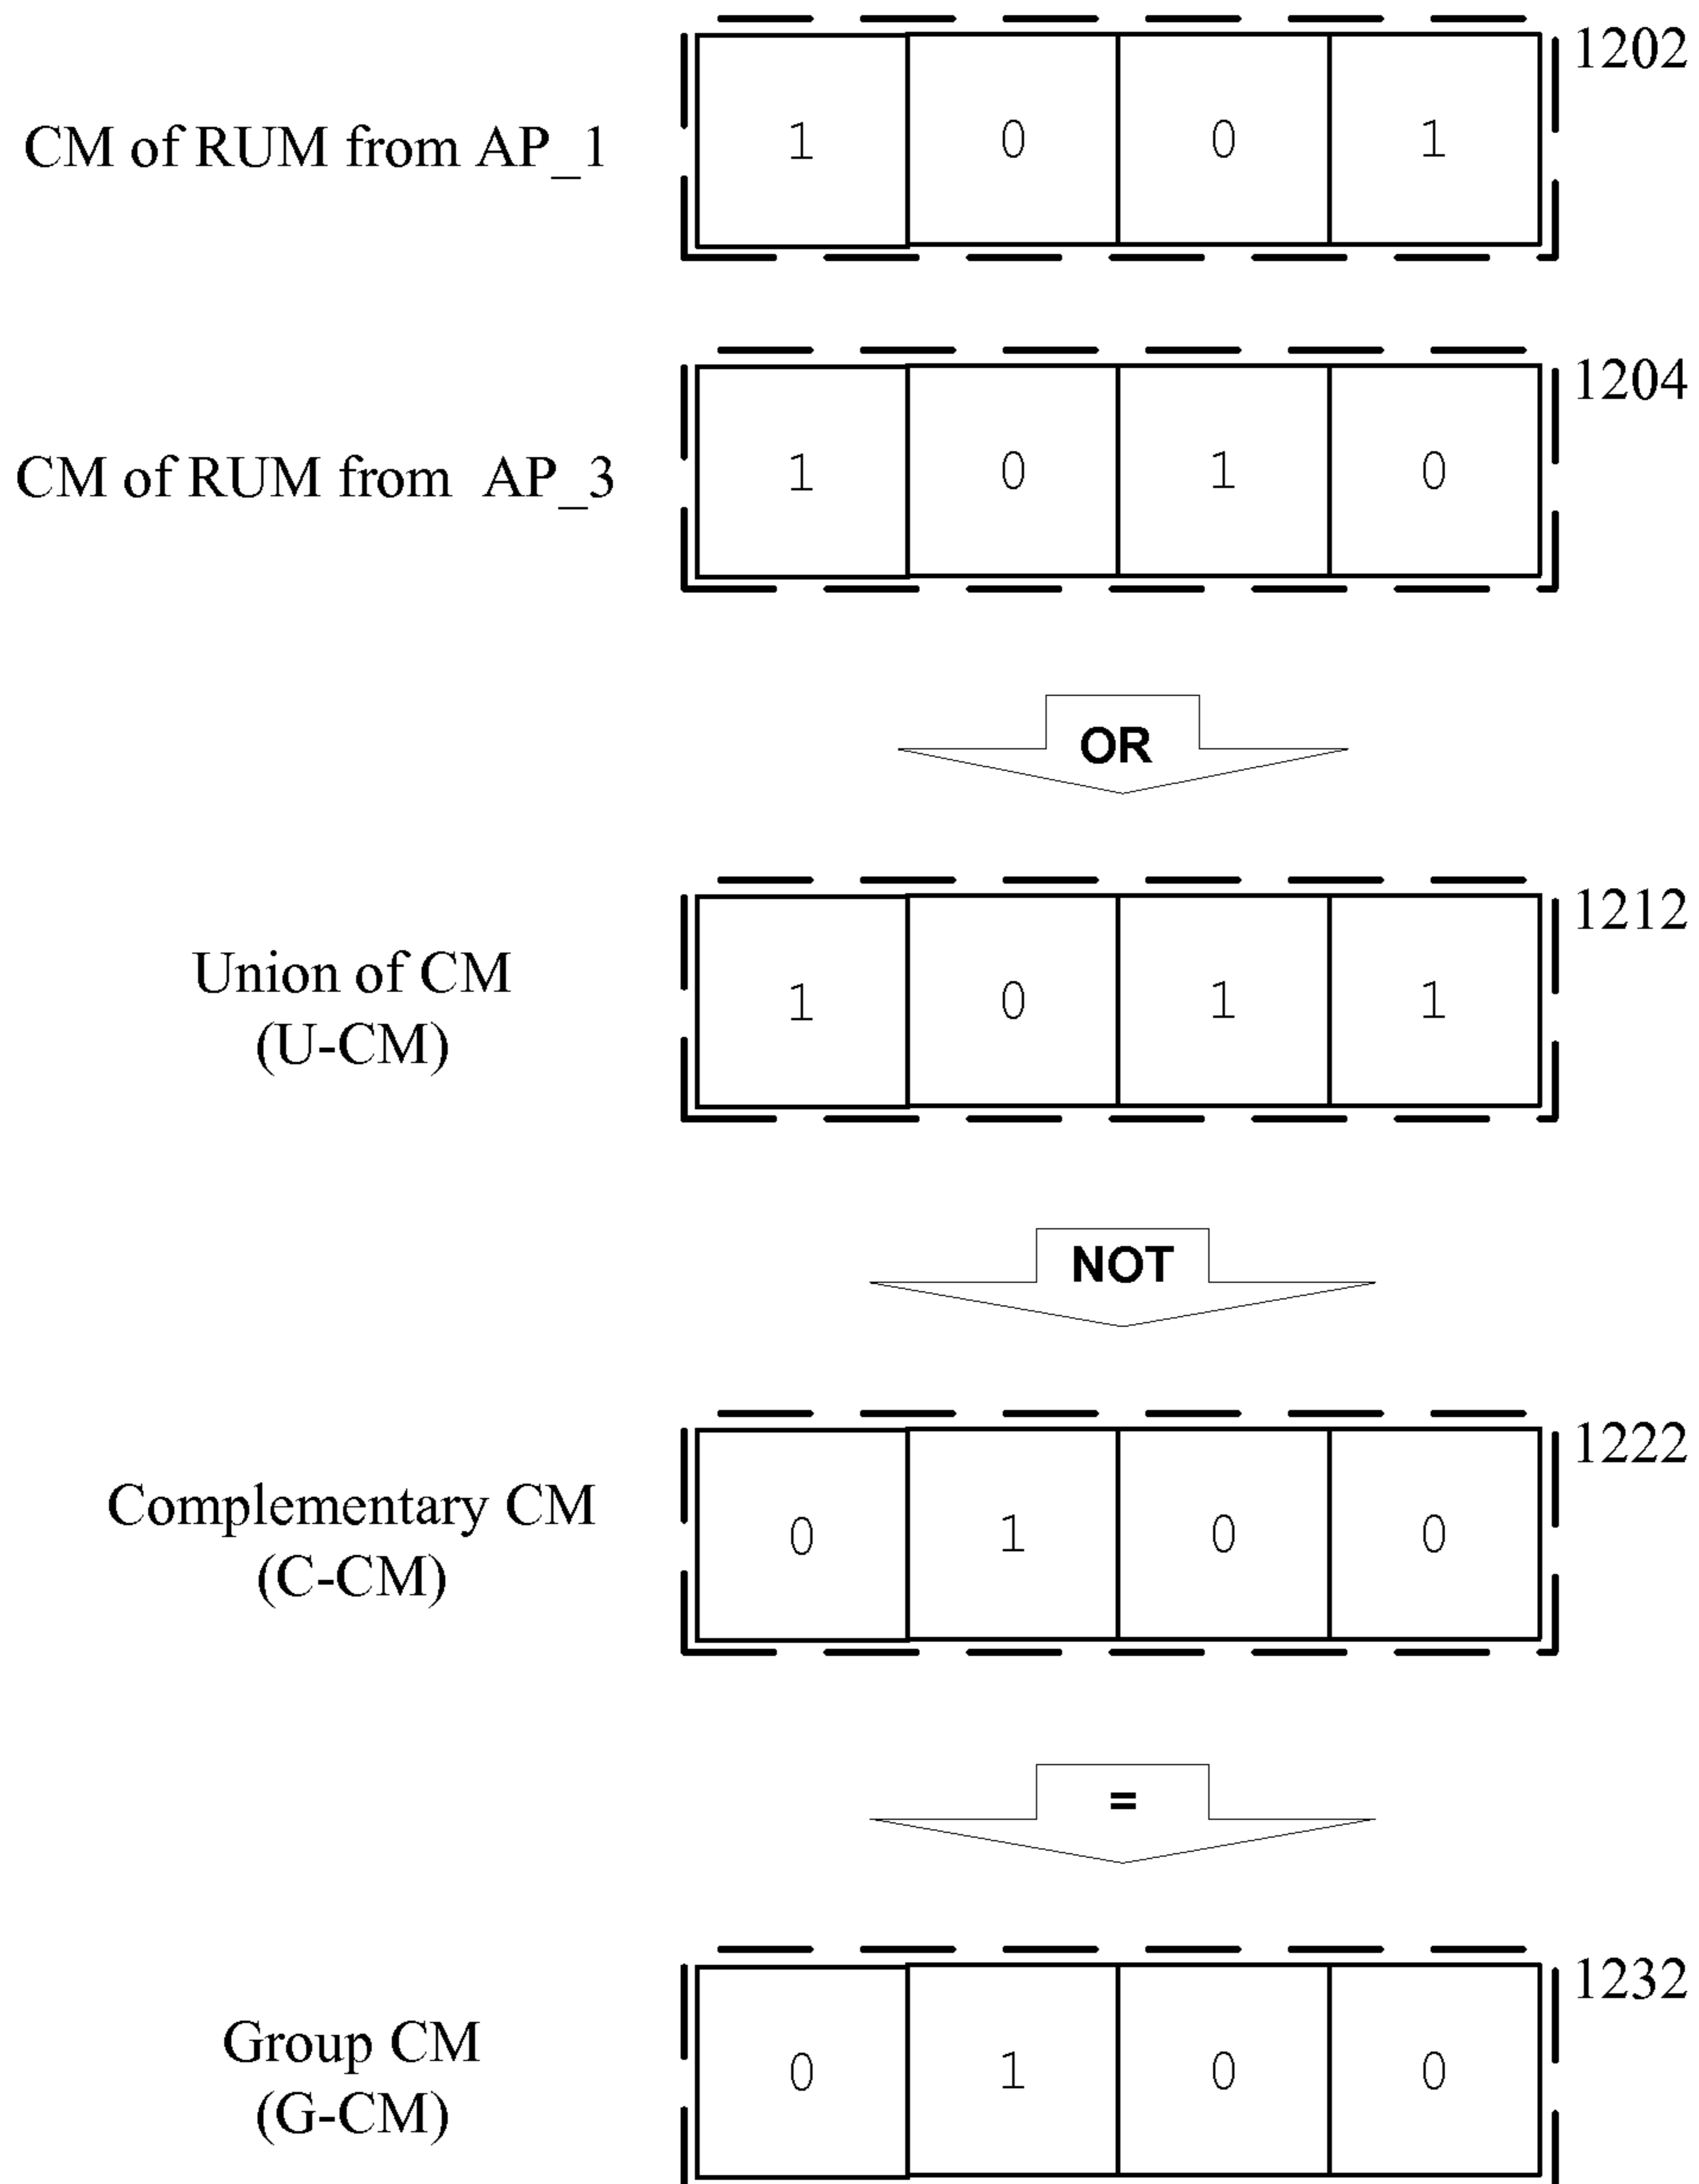 1202
CM of RUM from AP_1 1 0 0 1
1204
CM of RUM from AP_3 1 0 1 0
OR
1212
Union of CM
(U-CM)
1 0 1 1
NOT
1222
Complementary CM
(C-CM)
0 1 0 0
=
1232
Group CM
(G-CM)
0 1 0 0